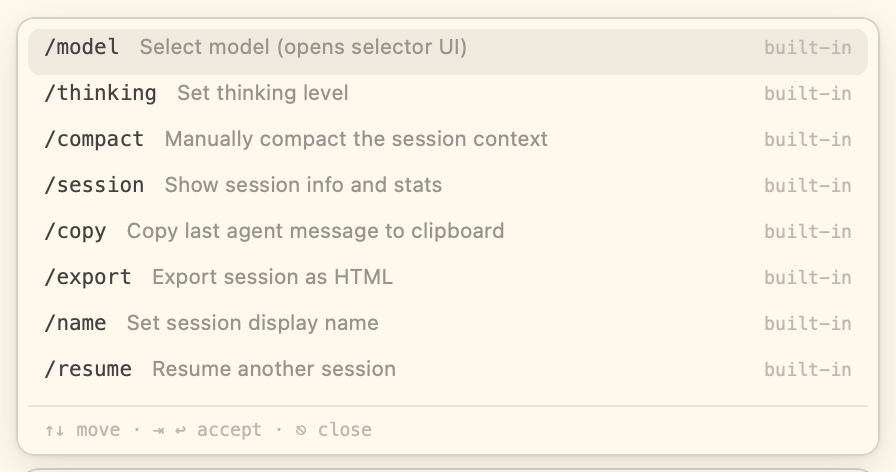 /model Select model (opens selector UI) built-in
/thinking Set thinking level built-in
/compact Manually compact the session context built-in
/session Show session info and stats built-in
/copy Copy last agent message to clipboard built-in
/export Export session as HTML built-in
/name Set session display name built-in
/resume Resume another session built-in
↑↓ move · ⇥ ↩ accept · ⎋ close